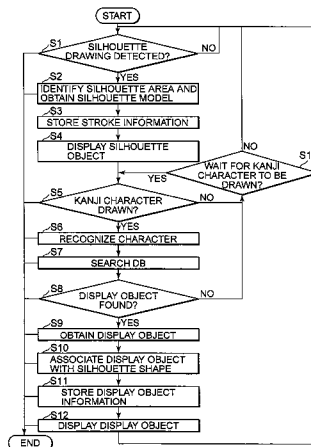 START
S1
SILHOUETTE
DRAWING DETECTED?
NO
YES
S2
IDENTIFY SILHOUETTE AREA AND
OBTAIN SILHOUETTE MODEL
S3
STORE STROKE INFORMATION
S4
DISPLAY SILHOUETTE
OBJECT
NO
WAIT FOR KANJI
CHARACTER TO BE
DRAWN?
YES
S5
KANJI CHARACTER
DRAWN?
NO
YES
S6
RECOGNIZE CHARACTER
S7
SEARCH DB
S8
DISPLAY OBJECT
FOUND?
NO
YES
S9
OBTAIN DISPLAY OBJECT
S10
ASSOCIATE DISPLAY OBJECT
WITH SILHOUETTE SHAPE
S11
STORE DISPLAY OBJECT
INFORMATION
S12
DISPLAY DISPLAY OBJECT
END